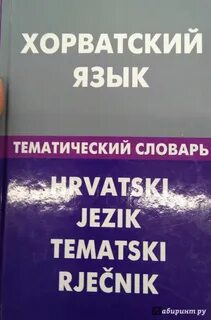 ХОРВАТСКИЙ
ЯЗЫК
ТЕМАТИЧЕСКИЙ СЛОВАРЬ
HRVATSKI
JEZIK
TEMATSKI
RJEČNIK
абиринт.ру